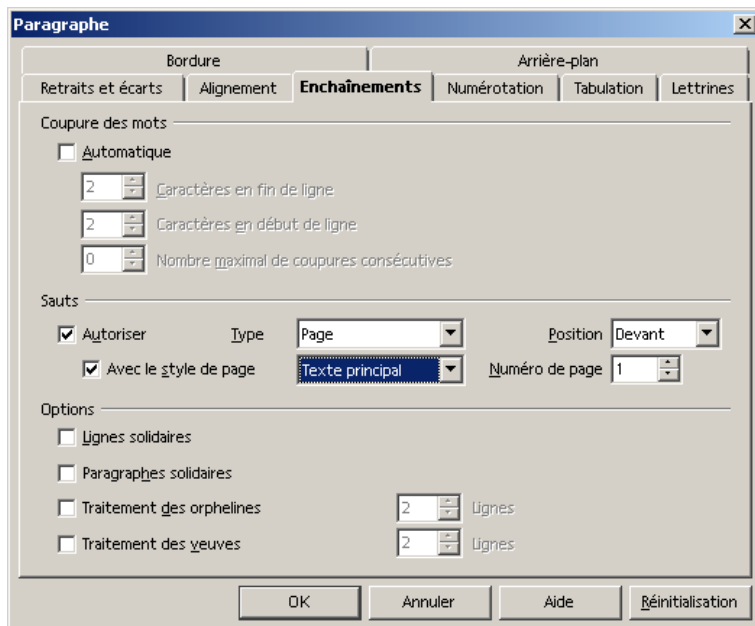 Paragraphe
Bordure Arrière-plan
Retraits et écarts Alignement Enchaînements Numérotation Tabulation Lettrines
Coupure des mots
Automatique
2 Caractères en fin de ligne
2 Caractères en début de ligne
0 Nombre maximal de coupures consécutives
Sauts
Autoriser Type Page Position Devant
Avec le style de page Texte principal Numéro de page 1
Options
Lignes solidaires
Paragraphes solidaires
Traitement des orphelines 2 Lignes
Traitement des veuves 2 Lignes
OK Annuler Aide Réinitialisation